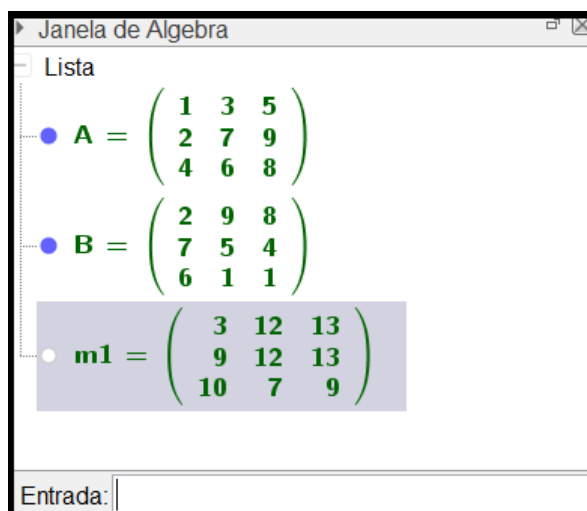 Janela de Álgebra
Lista
A = ( 1 3 5
2 7 9
4 6 8 )
B = ( 2 9 8
7 5 4
6 1 1 )
m1 = ( 3 12 13
9 12 13
10 7 9 )
Entrada: